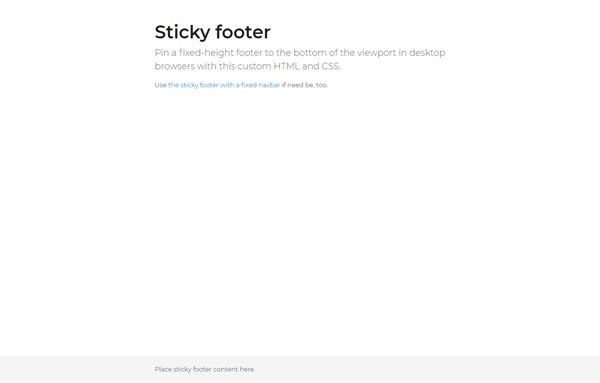 Sticky footer
Pin a fixed-height footer to the bottom of the viewport in desktop
browsers with this custom HTML and CSS.
Use the sticky footer with a fixed navbar if need be, too.
Place sticky footer content here.